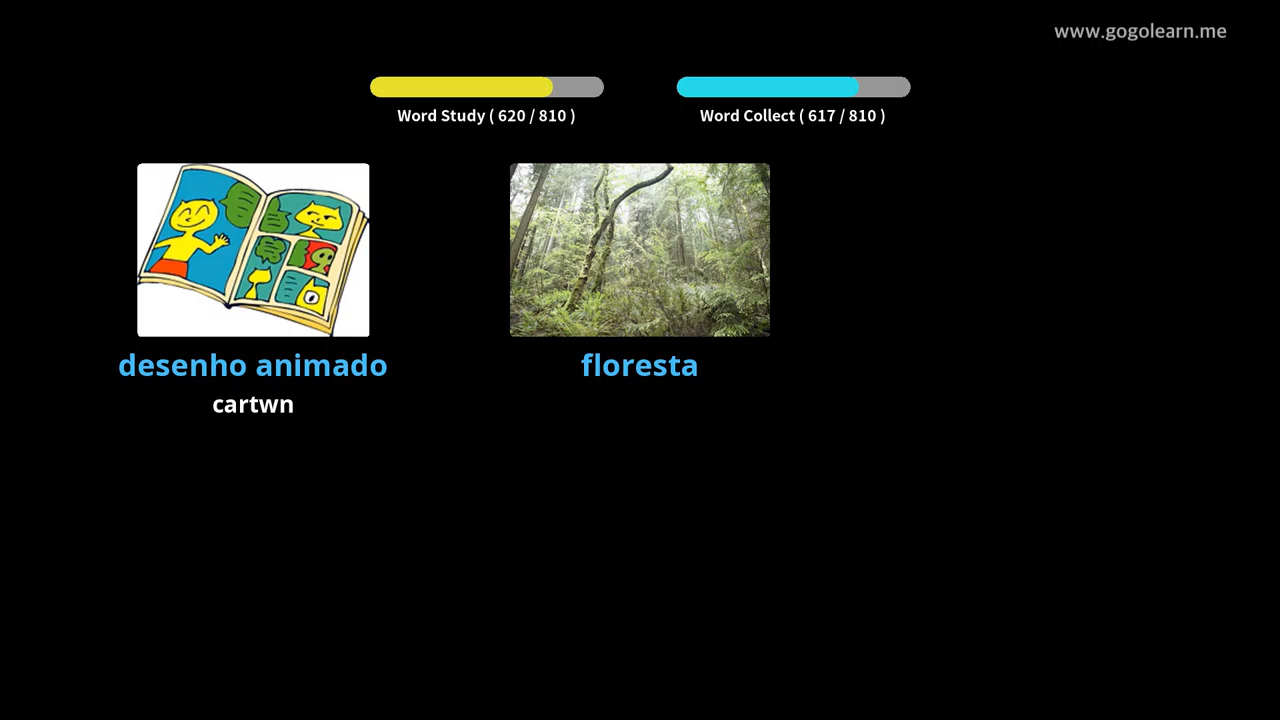 www.gogolearn.me
Word Study ( 620 / 810 )
Word Collect ( 617 / 810 )
desenho animado
cartwn
floresta